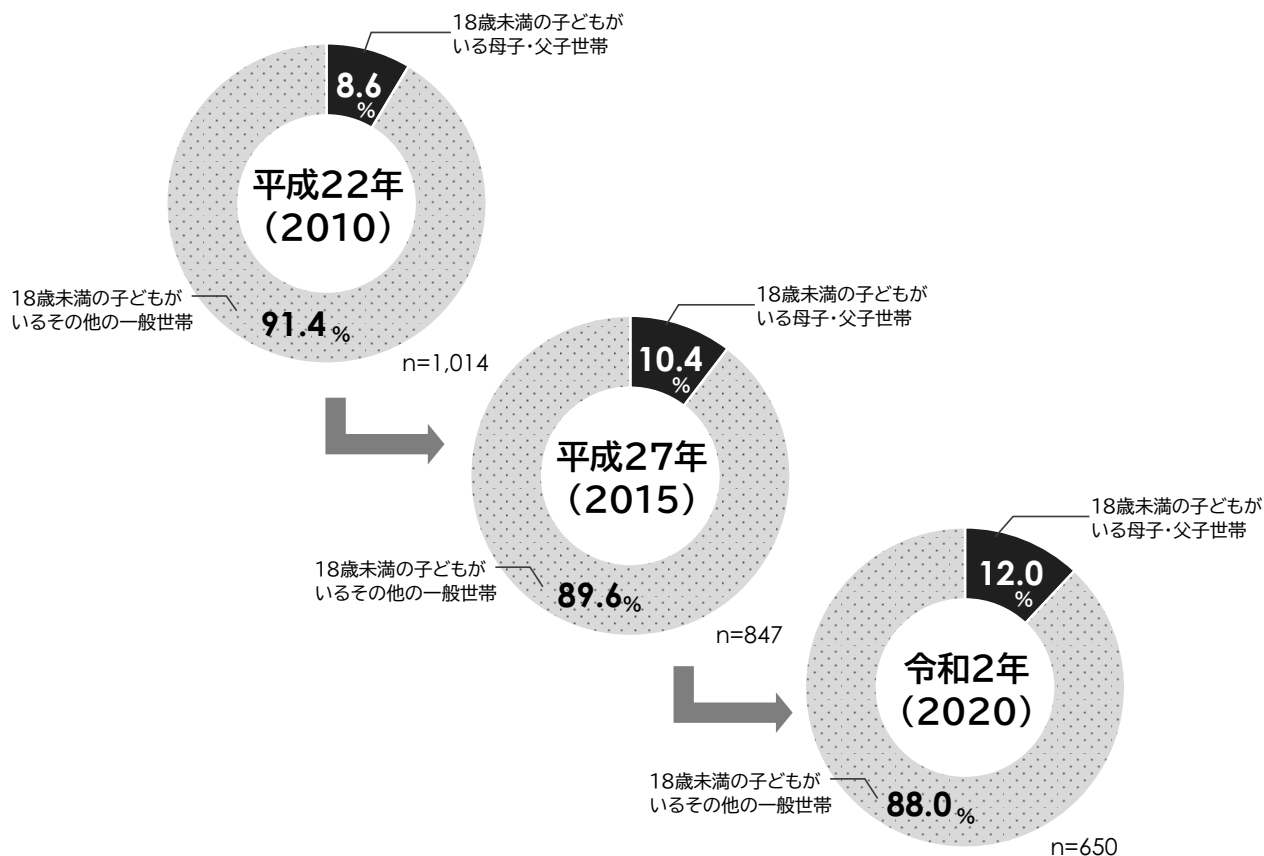 18歳未満の子どもが
いる母子・父子世帯
8.6
%
平成22年
(2010)
18歳未満の子どもが
いるその他の一般世帯
91.4%
n=1,014
18歳未満の子どもが
いる母子・父子世帯
10.4
%
平成27年
(2015)
18歳未満の子どもが
いるその他の一般世帯
89.6%
n=847
18歳未満の子どもが
いる母子・父子世帯
12.0
%
令和2年
(2020)
18歳未満の子どもが
いるその他の一般世帯
88.0%
n=650